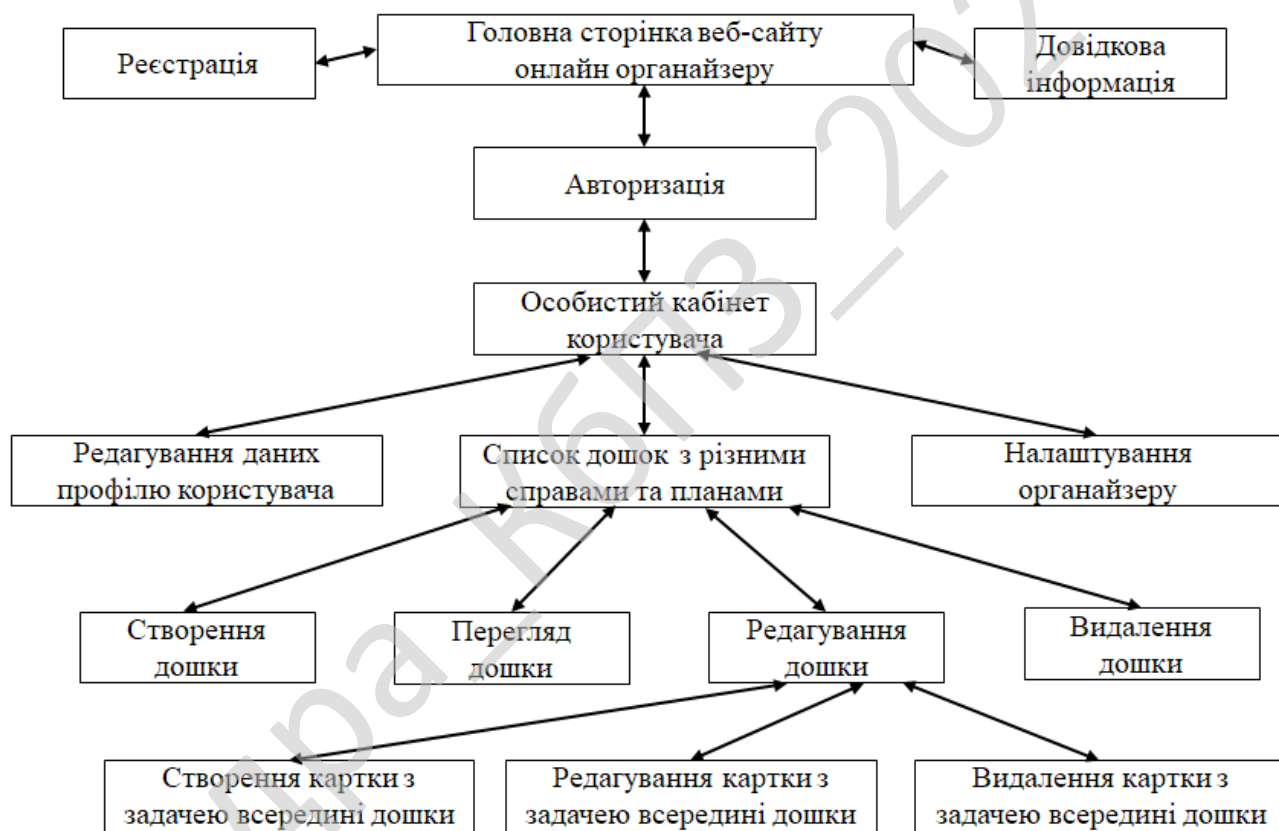 Реєстрація
Головна сторінка веб-сайту
онлайн органайзеру
Довідкова
інформація
Авторизація
Особистий кабінет
користувача
Редагування даних
профілю користувача
Список дошок з різними
справами та планами
Налаштування
органайзеру
Створення
дошки
Перегляд
дошки
Редагування
дошки
Видалення
дошки
Створення картки з
задачею всередині дошки
Редагування картки з
задачею всередині дошки
Видалення картки з
задачею всередині дошки